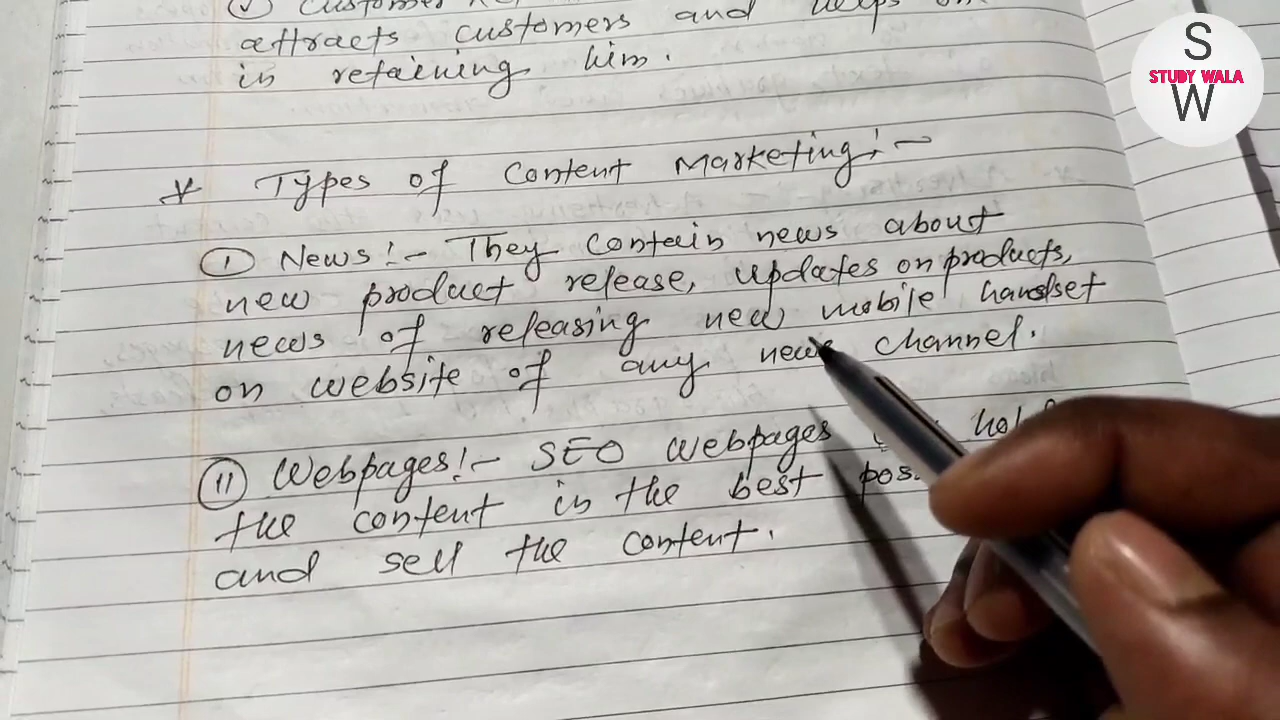 (v) Customer
attracts customers and helps
in retaining him.
S
STUDY WALA
W
* Types of Content Marketing:-
(I) News:- They contain news about
new product release, updates on products,
news of releasing new mobile handset
on website of any news channel.
(II) Webpages:- SEO webpages
the content in the best
and sell the content.